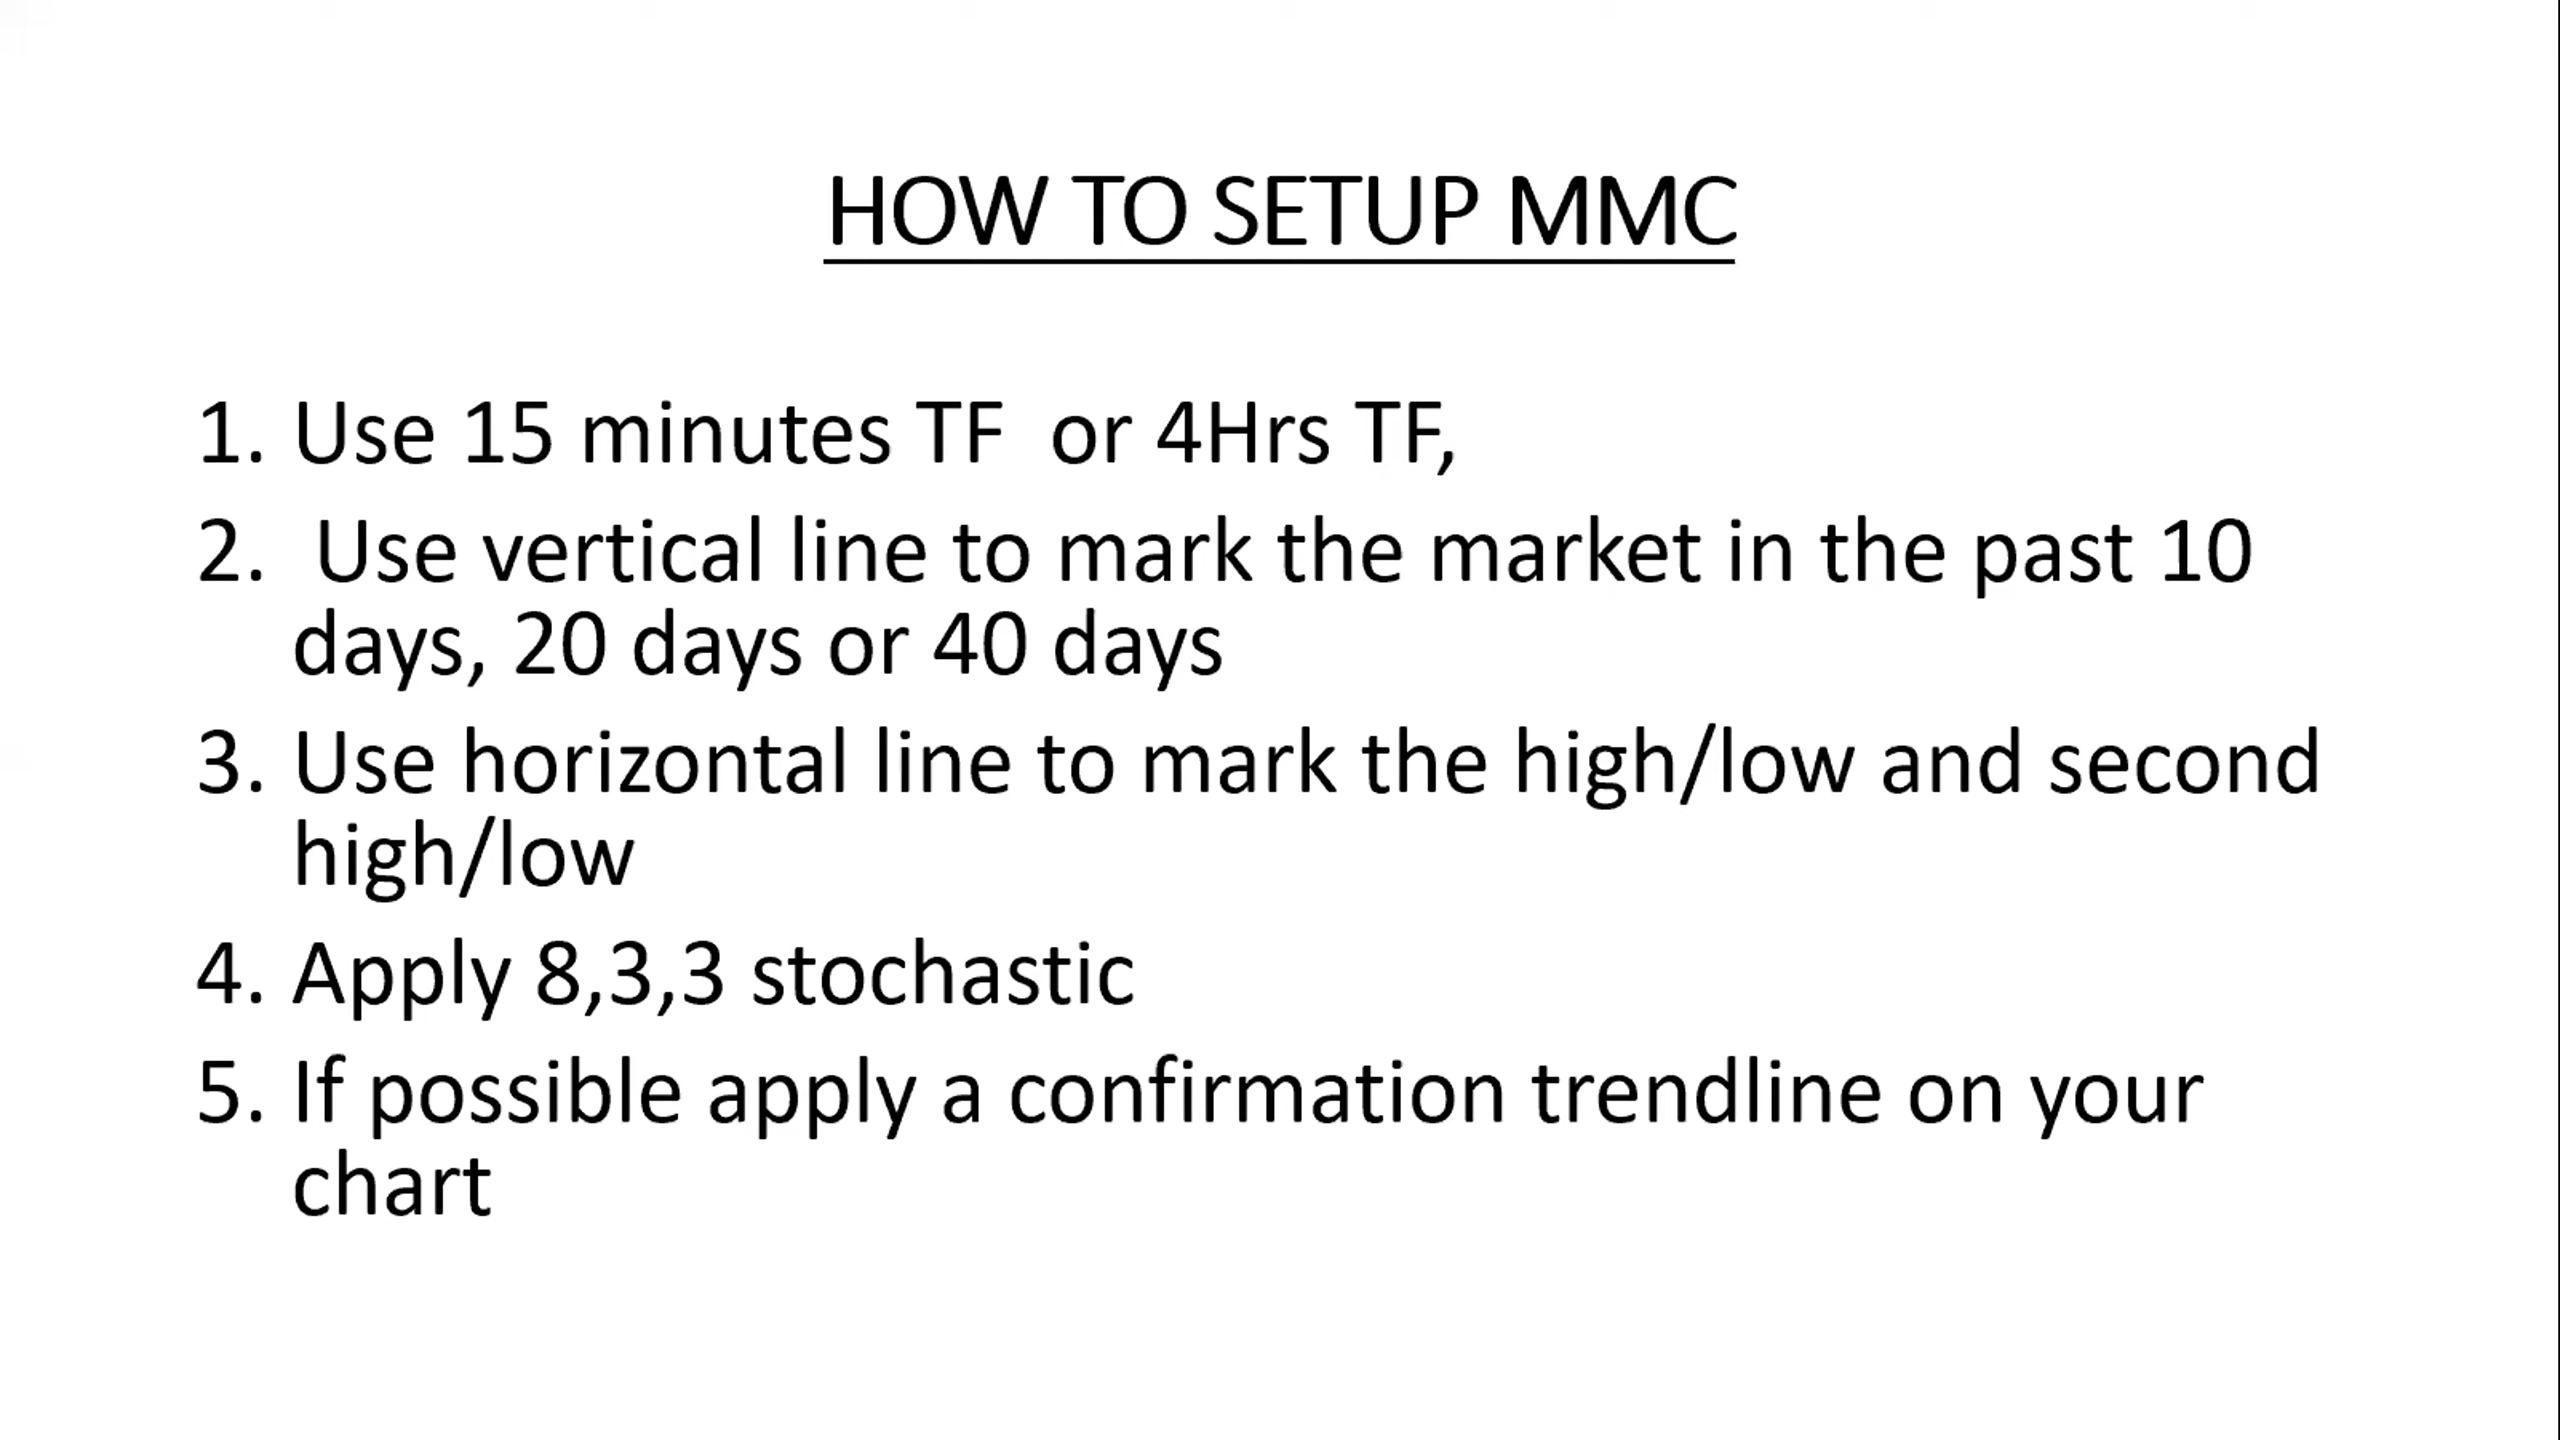 HOW TO SETUP MMC
1. Use 15 minutes TF  or 4Hrs TF,
2.  Use vertical line to mark the market in the past 10
days, 20 days or 40 days
3. Use horizontal line to mark the high/low and second
high/low
4. Apply 8,3,3 stochastic
5. If possible apply a confirmation trendline on your
chart